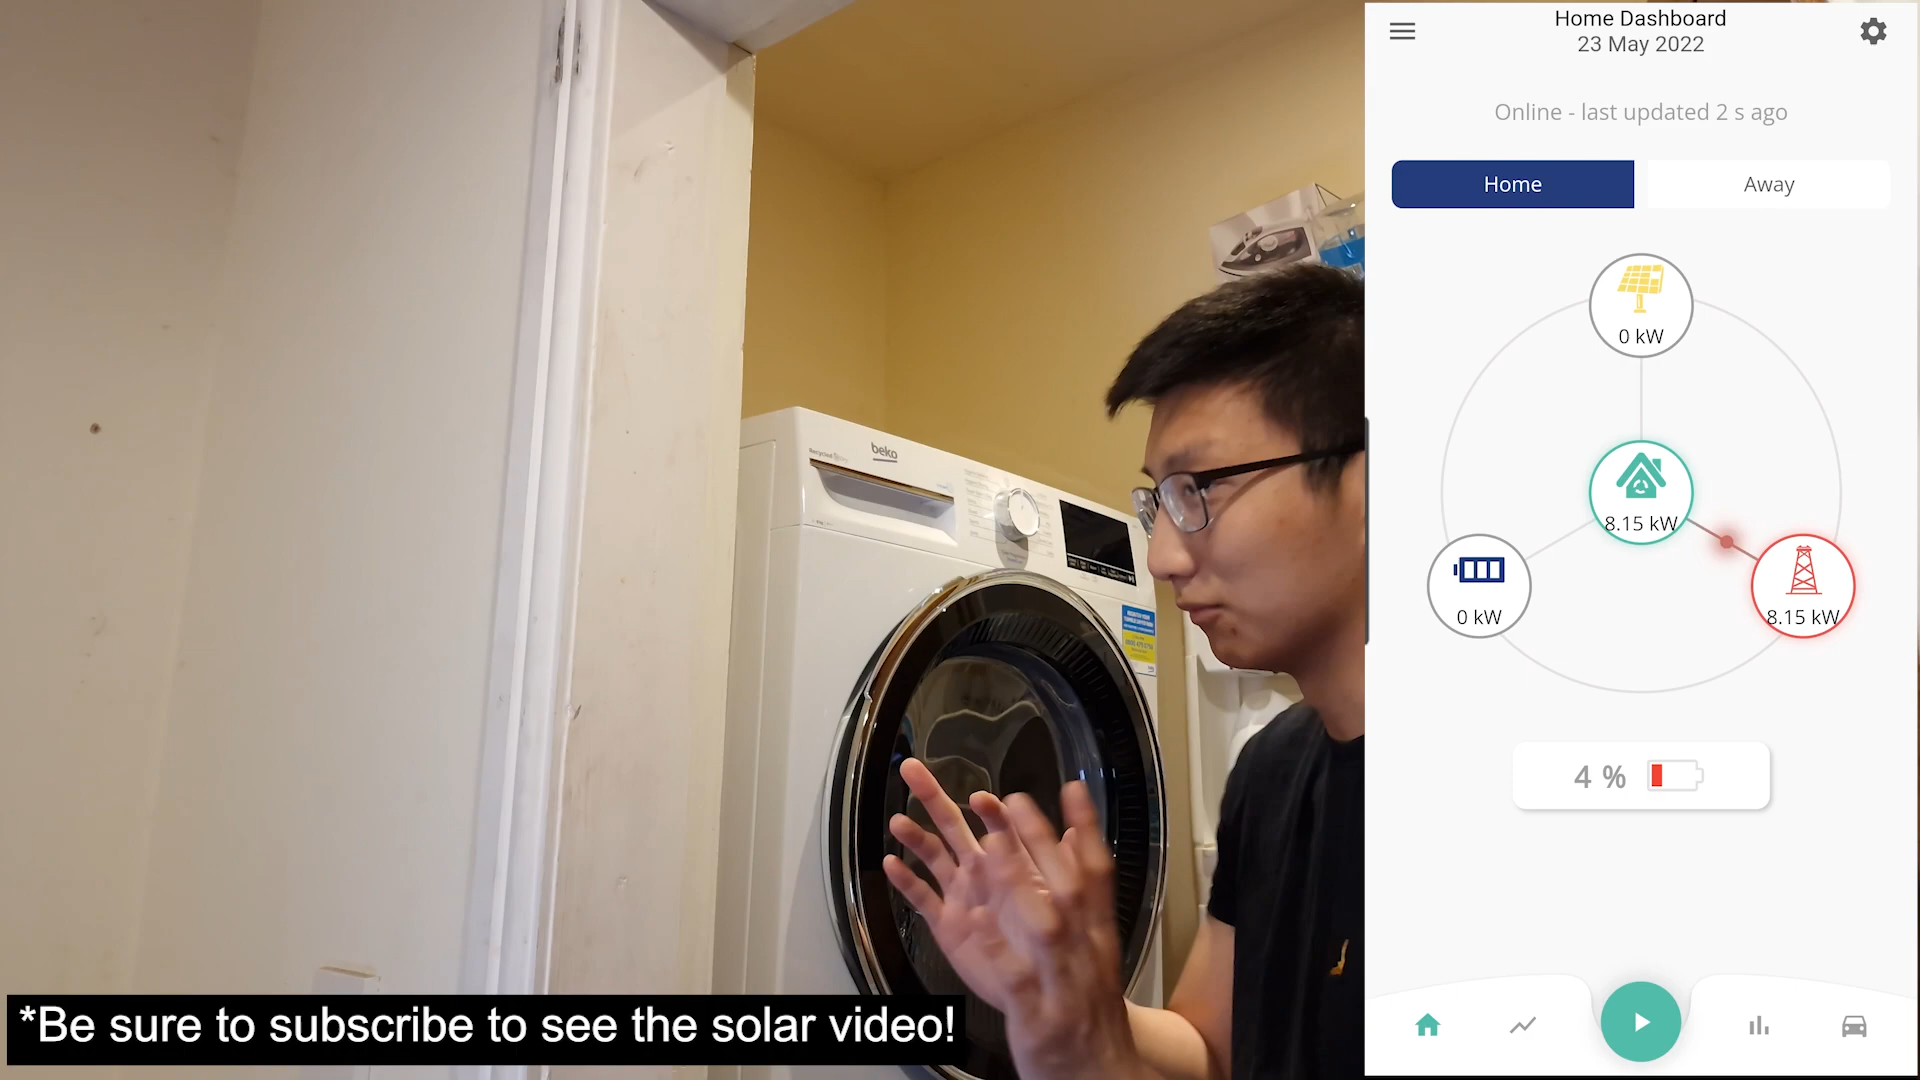 Home Dashboard
23 May 2022
Online - last updated 2 s ago
Home
Away
0 kW
8.15 kW
0 kW
8.15 kW
4 %
beko
*Be sure to subscribe to see the solar video!